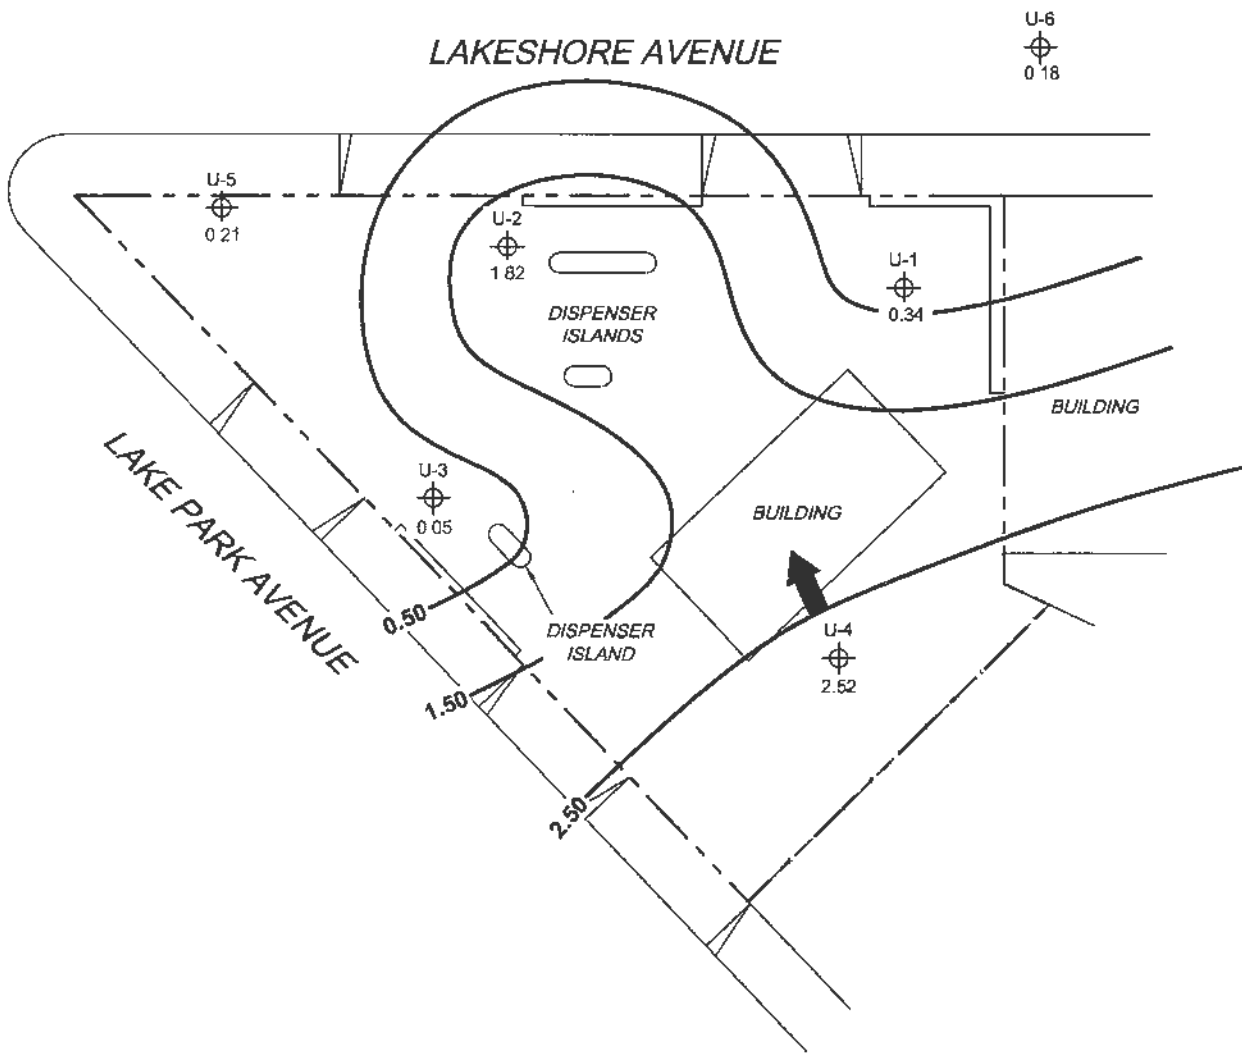 U-6
0 18
LAKESHORE AVENUE
U-5
0 21
U-2
1 82
U-1
0.34
DISPENSER
ISLANDS
BUILDING
U-3
0 05
BUILDING
LAKE PARK AVENUE
0.50
DISPENSER
ISLAND
U-4
2.52
1.50
2.50